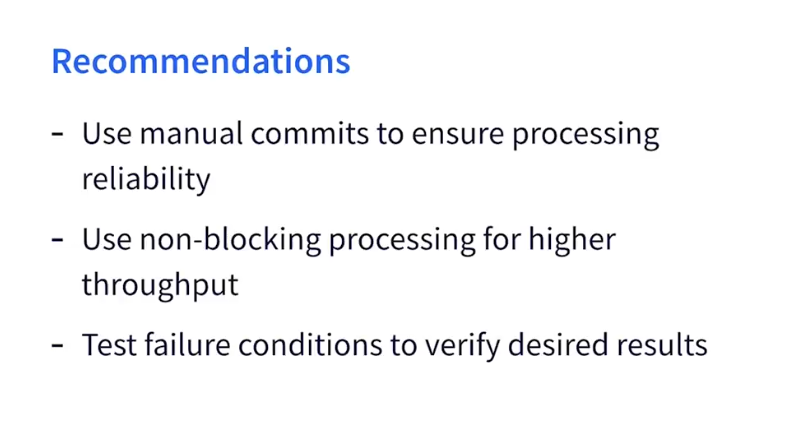 Recommendations
- Use manual commits to ensure processing
reliability
- Use non-blocking processing for higher
throughput
- Test failure conditions to verify desired results